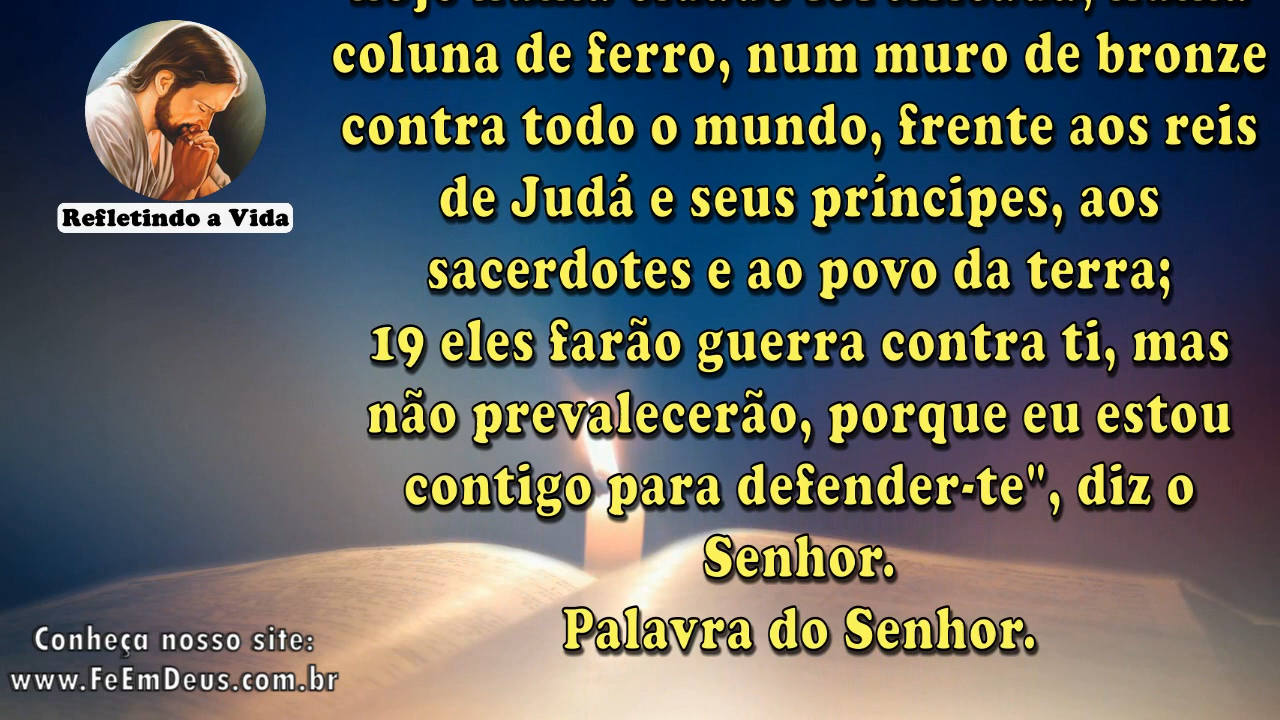 coluna de ferro, num muro de bronze
contra todo o mundo, frente aos reis
de Judá e seus príncipes, aos
sacerdotes e ao povo da terra;
19 eles farão guerra contra ti, mas
não prevalecerão, porque eu estou
contigo para defender-te", diz o
Senhor.
Palavra do Senhor.
Refletindo a Vida
Conheça nosso site:
www.FeEmDeus.com.br